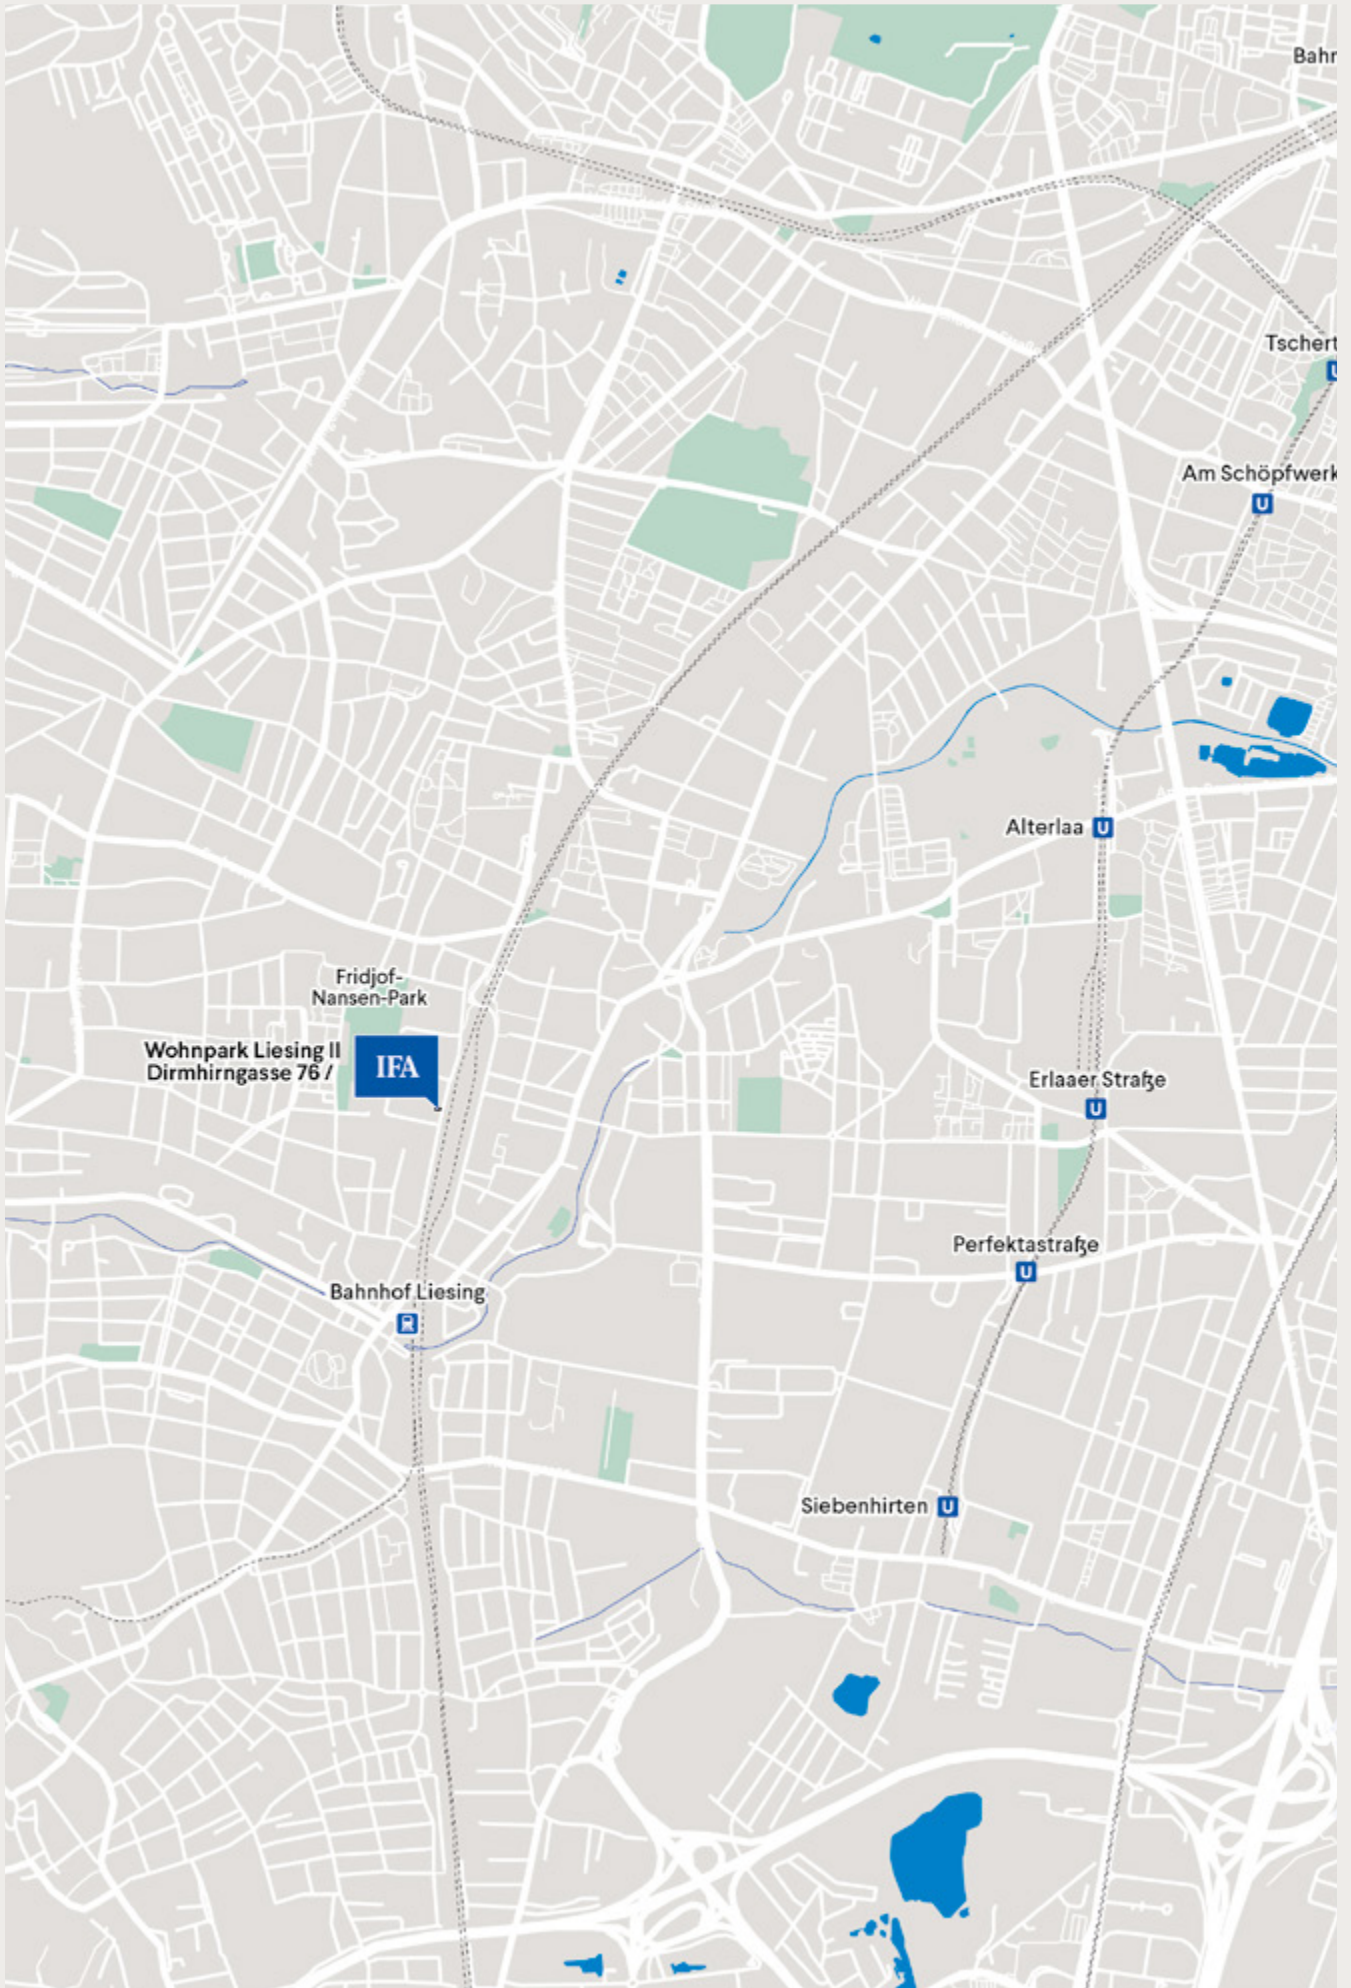 Bahr
Tschert
U
Am Schöpfwerk
U
Alterlaa U
Fridjof-
Nansen-Park
Wohnpark Liesing II
Dirmhirngasse 76 /
IFA
Erlaaer Straße
U
Perfektastraße
U
Bahnhof Liesing
Siebenhirten U